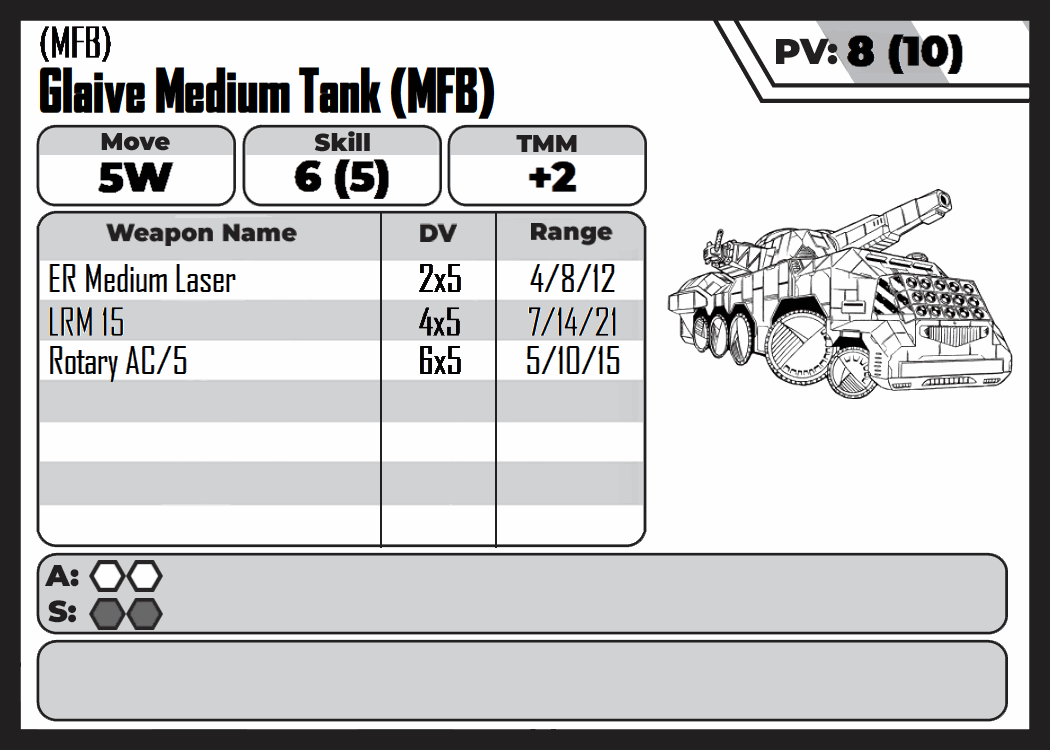 (MFB)
Glaive Medium Tank (MFB)
PV: 8 (10)
Move Skill TMM
5W 6 (5) +2
Weapon Name DV Range
ER Medium Laser 2x5 4/8/12
LRM 15 4x5 7/14/21
Rotary AC/5 6x5 5/10/15
A:
S: